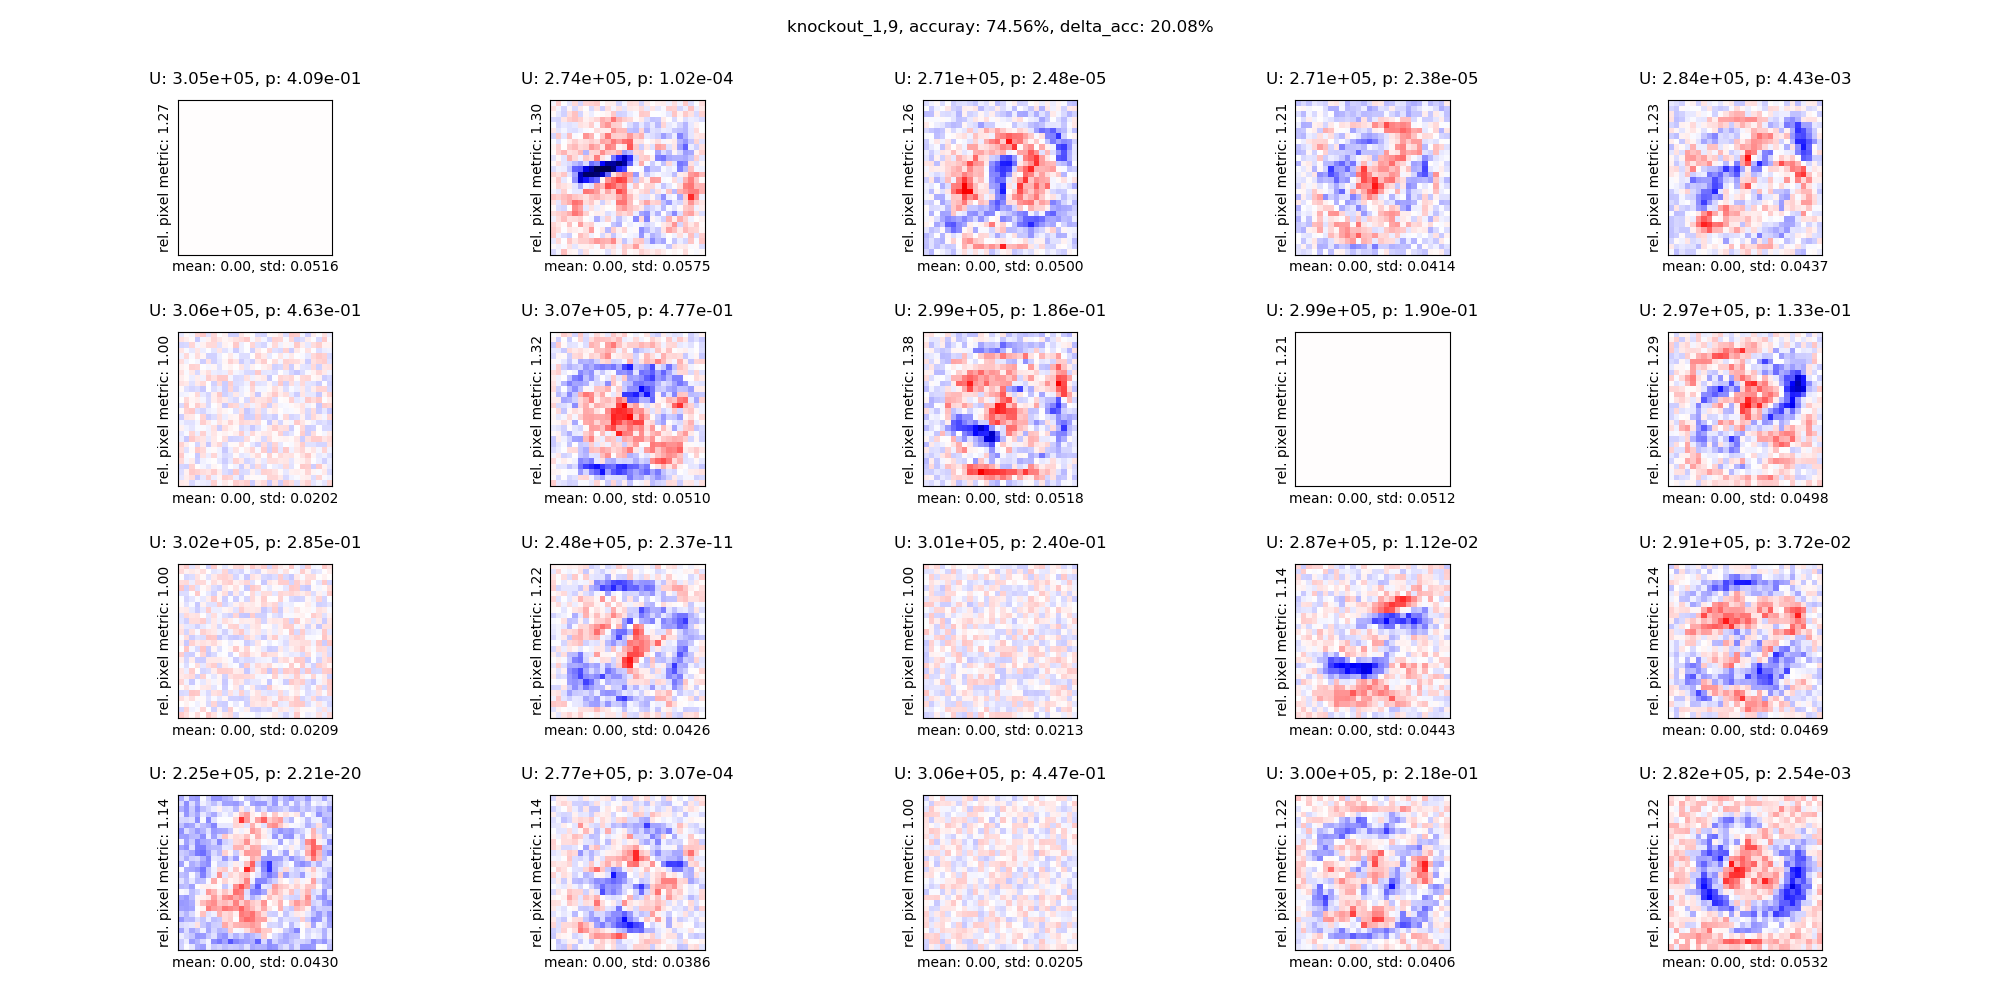 knockout_1,9, accuray: 74.56%, delta_acc: 20.08%
U: 3.05e+05, p: 4.09e-01
rel. pixel metric: 1.27
mean: 0.00, std: 0.0516
U: 2.74e+05, p: 1.02e-04
rel. pixel metric: 1.30
mean: 0.00, std: 0.0575
U: 2.71e+05, p: 2.48e-05
rel. pixel metric: 1.26
mean: 0.00, std: 0.0500
U: 2.71e+05, p: 2.38e-05
rel. pixel metric: 1.21
mean: 0.00, std: 0.0414
U: 2.84e+05, p: 4.43e-03
rel. pixel metric: 1.23
mean: 0.00, std: 0.0437
U: 3.06e+05, p: 4.63e-01
rel. pixel metric: 1.00
mean: 0.00, std: 0.0202
U: 3.07e+05, p: 4.77e-01
rel. pixel metric: 1.32
mean: 0.00, std: 0.0510
U: 2.99e+05, p: 1.86e-01
rel. pixel metric: 1.38
mean: 0.00, std: 0.0518
U: 2.99e+05, p: 1.90e-01
rel. pixel metric: 1.21
mean: 0.00, std: 0.0512
U: 2.97e+05, p: 1.33e-01
rel. pixel metric: 1.29
mean: 0.00, std: 0.0498
U: 3.02e+05, p: 2.85e-01
rel. pixel metric: 1.00
mean: 0.00, std: 0.0209
U: 2.48e+05, p: 2.37e-11
rel. pixel metric: 1.22
mean: 0.00, std: 0.0426
U: 3.01e+05, p: 2.40e-01
rel. pixel metric: 1.00
mean: 0.00, std: 0.0213
U: 2.87e+05, p: 1.12e-02
rel. pixel metric: 1.14
mean: 0.00, std: 0.0443
U: 2.91e+05, p: 3.72e-02
rel. pixel metric: 1.24
mean: 0.00, std: 0.0469
U: 2.25e+05, p: 2.21e-20
rel. pixel metric: 1.14
mean: 0.00, std: 0.0430
U: 2.77e+05, p: 3.07e-04
rel. pixel metric: 1.14
mean: 0.00, std: 0.0386
U: 3.06e+05, p: 4.47e-01
rel. pixel metric: 1.00
mean: 0.00, std: 0.0205
U: 3.00e+05, p: 2.18e-01
rel. pixel metric: 1.22
mean: 0.00, std: 0.0406
U: 2.82e+05, p: 2.54e-03
rel. pixel metric: 1.22
mean: 0.00, std: 0.0532